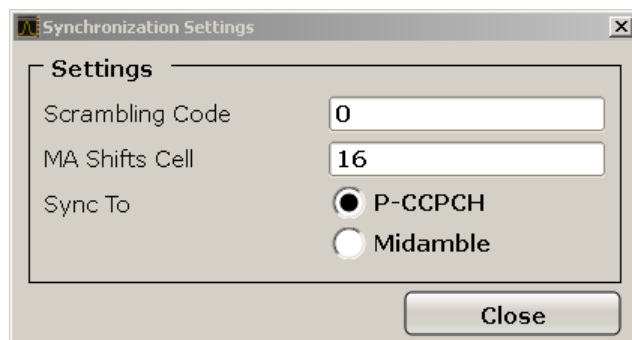 Synchronization Settings
Settings
Scrambling Code 0
MA Shifts Cell 16
Sync To P-CCPCH
Midamble
Close